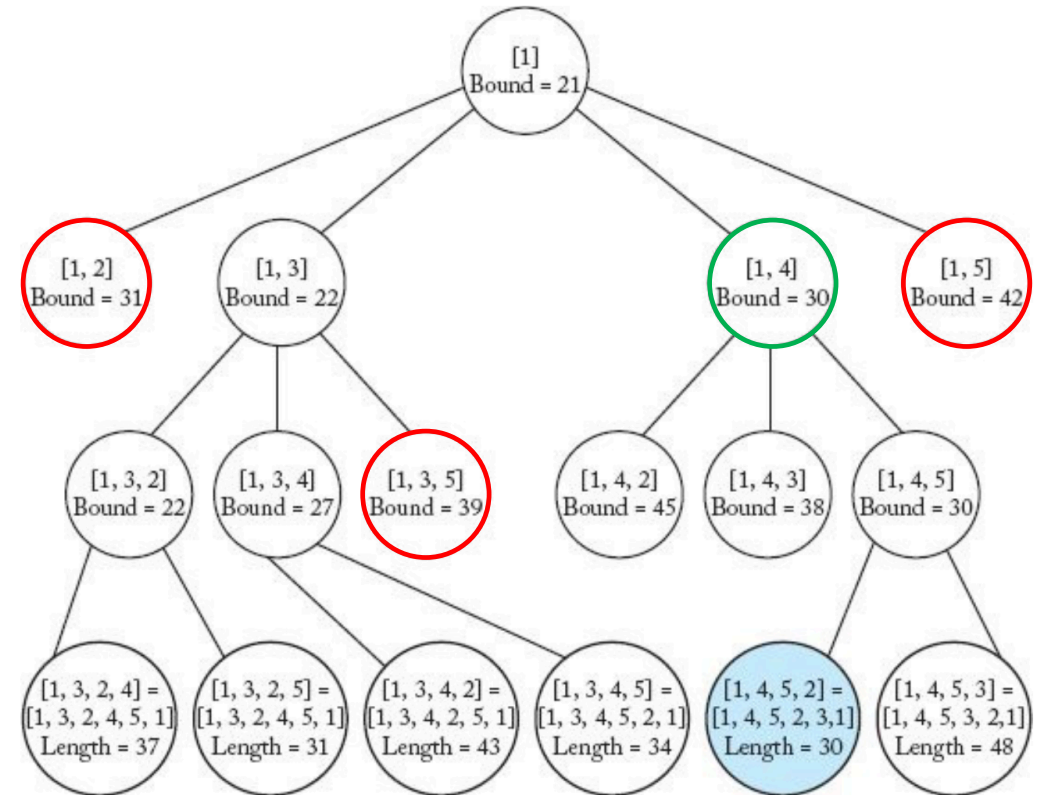 [1]
Bound = 21
[1, 2]
Bound = 31
[1, 3]
Bound = 22
[1, 4]
Bound = 30
[1, 5]
Bound = 42
[1, 3, 2]
Bound = 22
[1, 3, 4]
Bound = 27
[1, 3, 5]
Bound = 39
[1, 4, 2]
Bound = 45
[1, 4, 3]
Bound = 38
[1, 4, 5]
Bound = 30
[1, 3, 2, 4] =
[1, 3, 2, 4, 5, 1]
Length = 37
[1, 3, 2, 5] =
[1, 3, 2, 4, 5, 1]
Length = 31
[1, 3, 4, 2] =
[1, 3, 4, 2, 5, 1]
Length = 43
[1, 3, 4, 5] =
[1, 3, 4, 5, 2, 1]
Length = 34
[1, 4, 5, 2] =
[1, 4, 5, 2, 3,1]
Length = 30
[1, 4, 5, 3] =
[1, 4, 5, 3, 2,1]
Length = 48